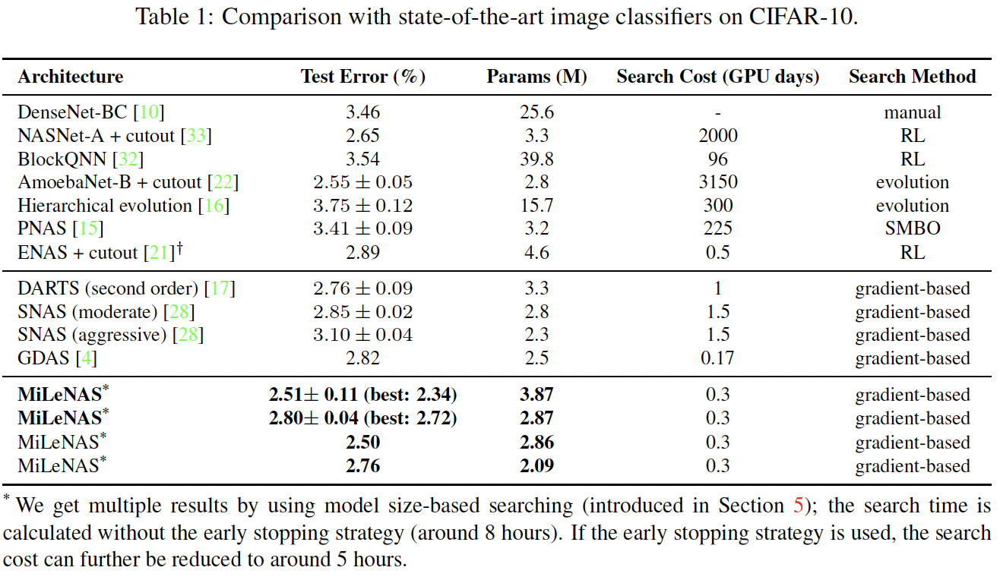 Table 1: Comparison with state-of-the-art image classifiers on CIFAR-10.
Architecture Test Error (%) Params (M) Search Cost (GPU days) Search Method
DenseNet-BC [10] 3.46 25.6 - manual
NASNet-A + cutout [33] 2.65 3.3 2000 RL
BlockQNN [32] 3.54 39.8 96 RL
AmoebaNet-B + cutout [22] 2.55 ± 0.05 2.8 3150 evolution
Hierarchical evolution [16] 3.75 ± 0.12 15.7 300 evolution
PNAS [15] 3.41 ± 0.09 3.2 225 SMBO
ENAS + cutout [21]† 2.89 4.6 0.5 RL
DARTS (second order) [17] 2.76 ± 0.09 3.3 1 gradient-based
SNAS (moderate) [28] 2.85 ± 0.02 2.8 1.5 gradient-based
SNAS (aggressive) [28] 3.10 ± 0.04 2.3 1.5 gradient-based
GDAS [4] 2.82 2.5 0.17 gradient-based
MiLeNAS* 2.51± 0.11 (best: 2.34) 3.87 0.3 gradient-based
MiLeNAS* 2.80± 0.04 (best: 2.72) 2.87 0.3 gradient-based
MiLeNAS* 2.50 2.86 0.3 gradient-based
MiLeNAS* 2.76 2.09 0.3 gradient-based
* We get multiple results by using model size-based searching (introduced in Section 5); the search time is
calculated without the early stopping strategy (around 8 hours). If the early stopping strategy is used, the search
cost can further be reduced to around 5 hours.